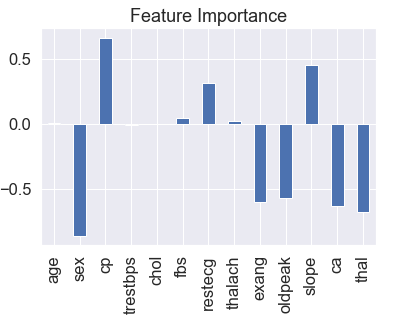 Feature Importance
0.5
0.0
−0.5
age
sex
cp
trestbps
chol
fbs
restecg
thalach
exang
oldpeak
slope
ca
thal